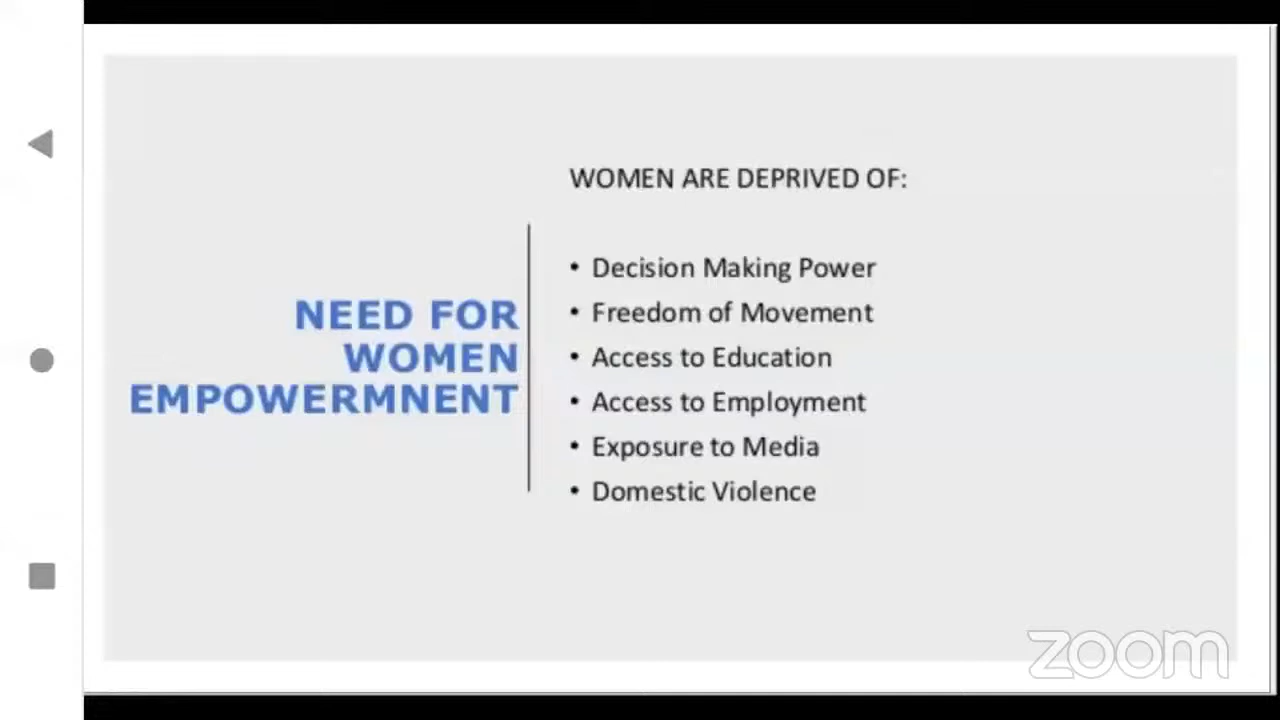 NEED FOR
WOMEN
EMPOWERMNENT
WOMEN ARE DEPRIVED OF:
• Decision Making Power
• Freedom of Movement
• Access to Education
• Access to Employment
• Exposure to Media
• Domestic Violence
zoom